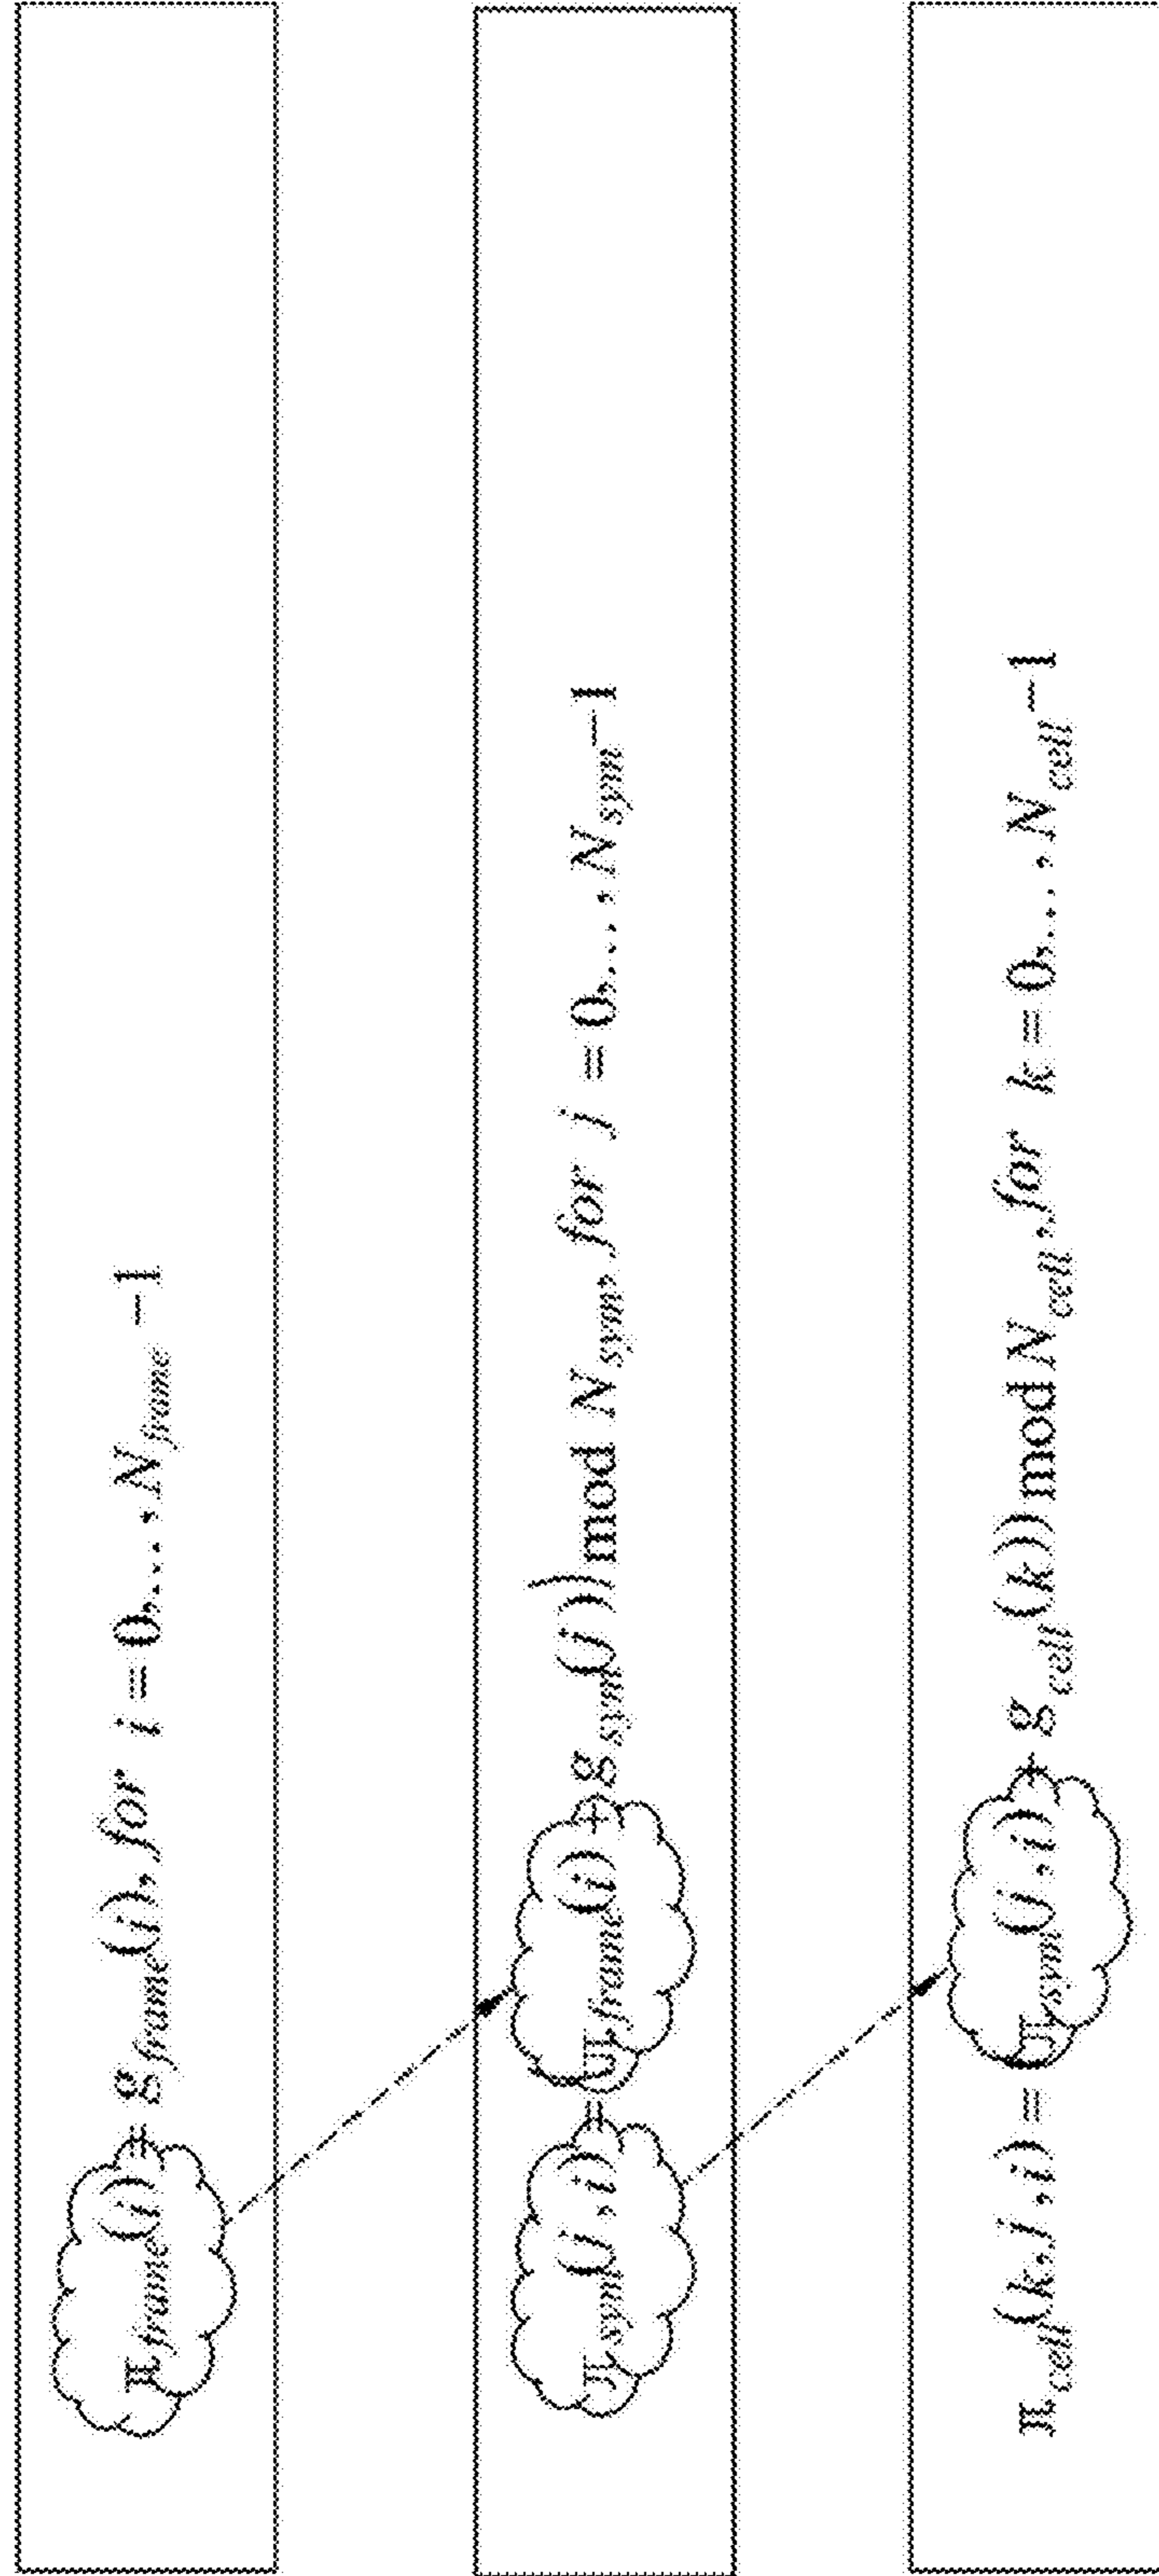 π_frame(i) = g_frame(i), for i = 0,..., N_frame −1
π_sym(j,i) = (π_frame(i) + g_sym(j)) mod N_sym, for j = 0,..., N_sym −1
π_cell(k,j,i) = (π_sym(j,i) + g_cell(k)) mod N_cell, for k = 0,..., N_cell −1